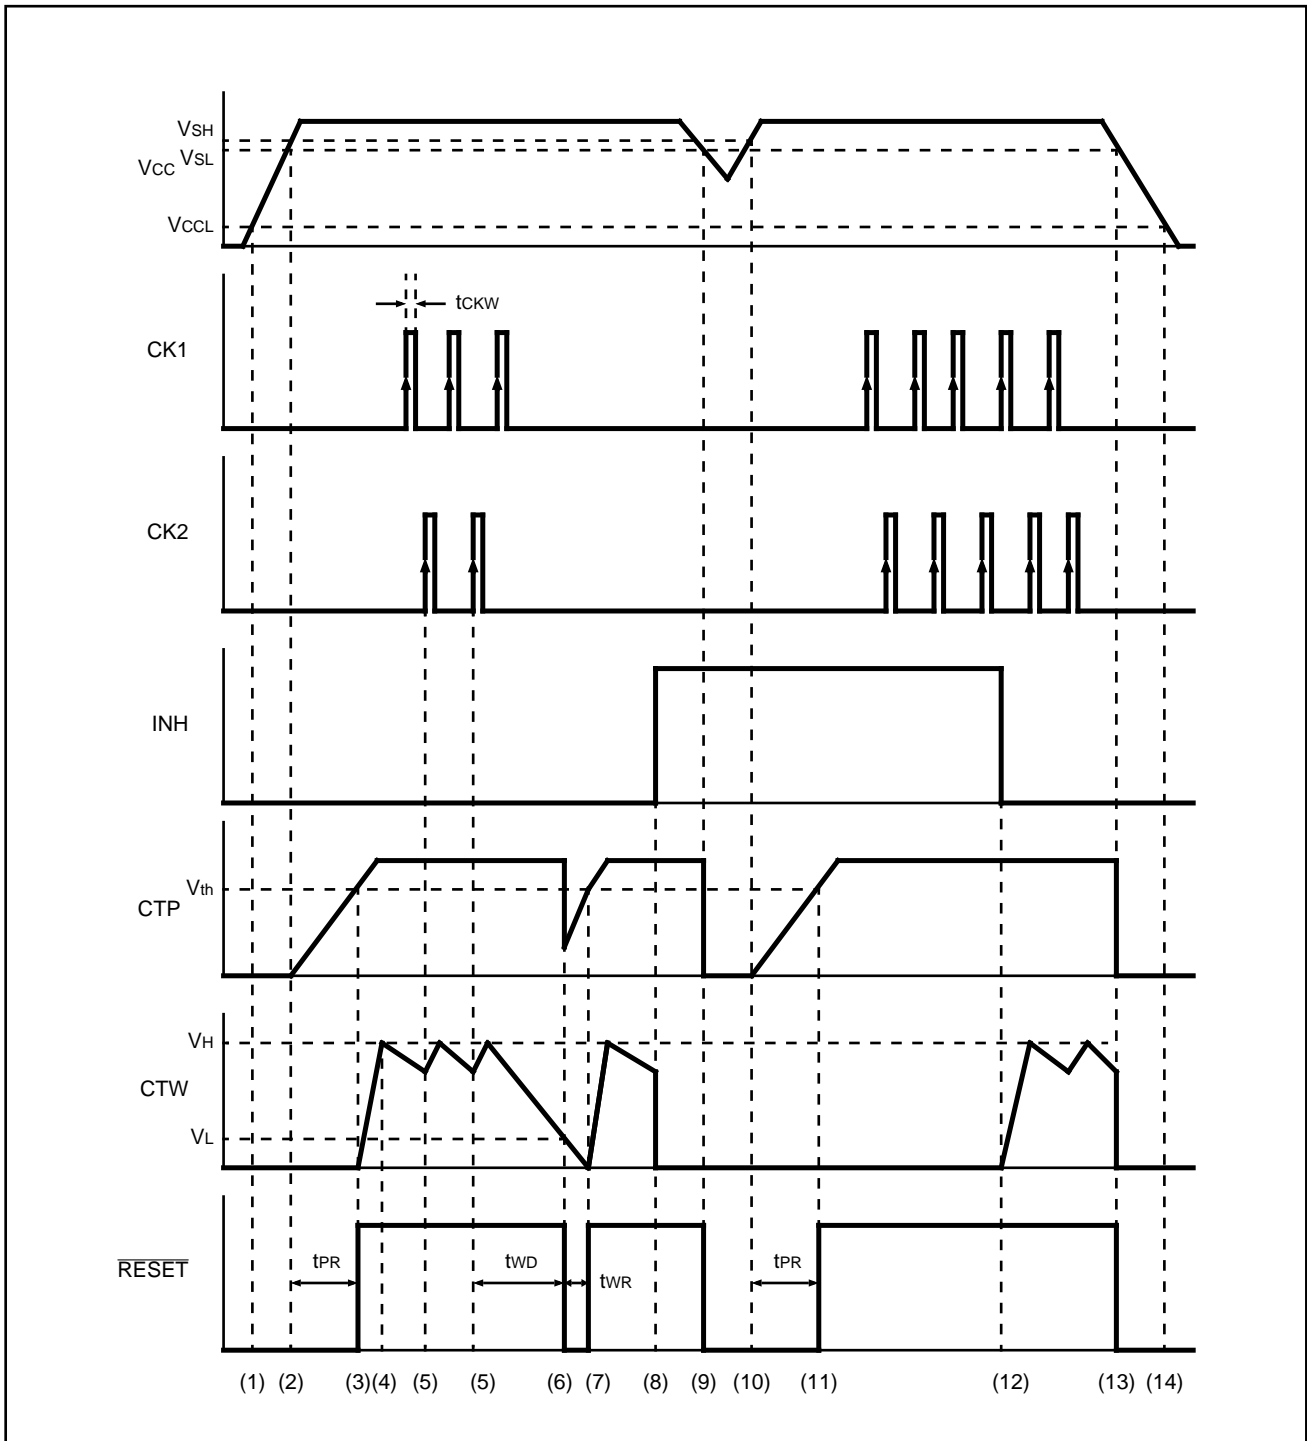 VSH
VSL
VCC
VCCL
tCKW
CK1
CK2
INH
Vth
CTP
VH
CTW
VL
RESET
tPR
tWD
tWR
tPR
(1) (2) (3) (4) (5) (5) (6) (7) (8) (9) (10) (11) (12) (13) (14)